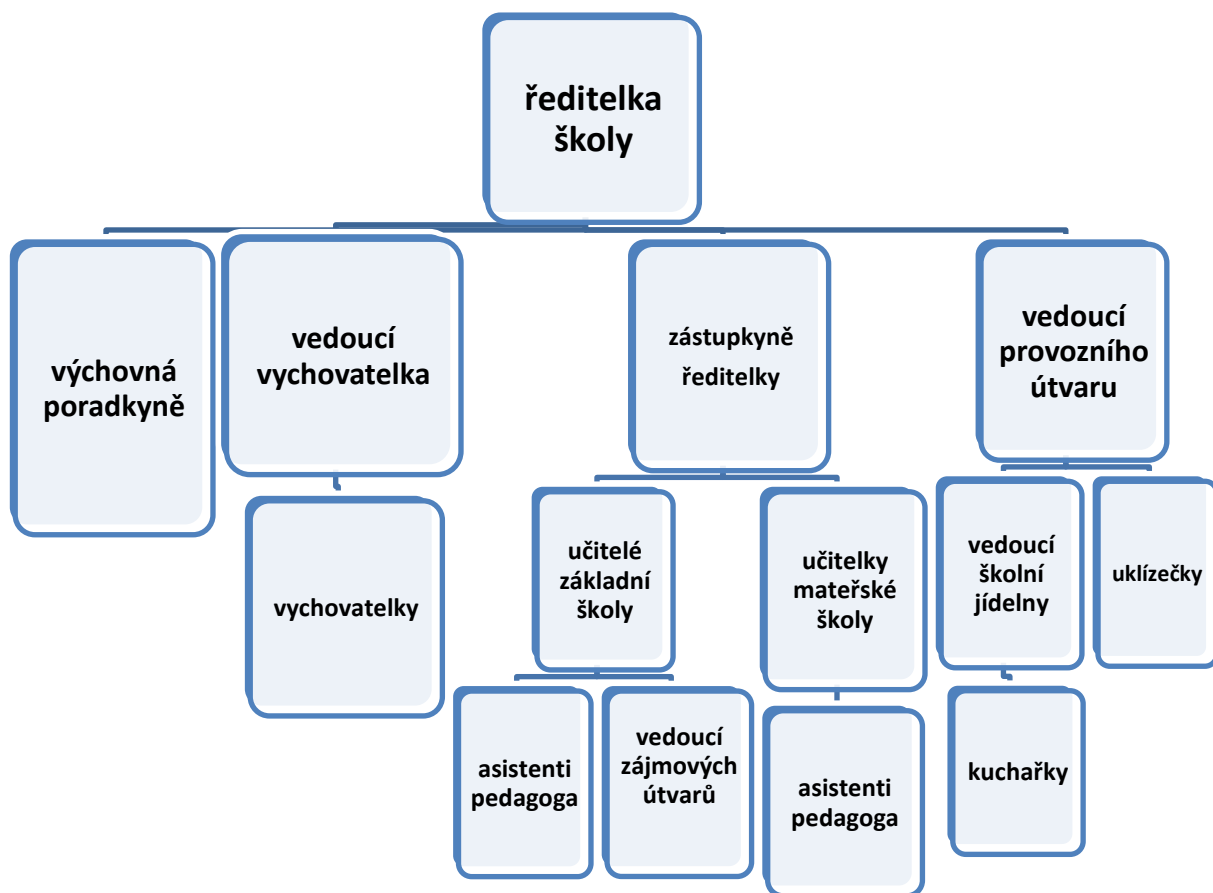 ředitelka
školy
výchovná
poradkyně
vedoucí
vychovatelka
zástupkyně
ředitelky
vedoucí
provozního
útvaru
vychovatelky
učitelé
základní
školy
učitelky
mateřské
školy
vedoucí
školní
jídelny
uklízečky
asistenti
pedagoga
vedoucí
zájmových
útvarů
asistenti
pedagoga
kuchařky